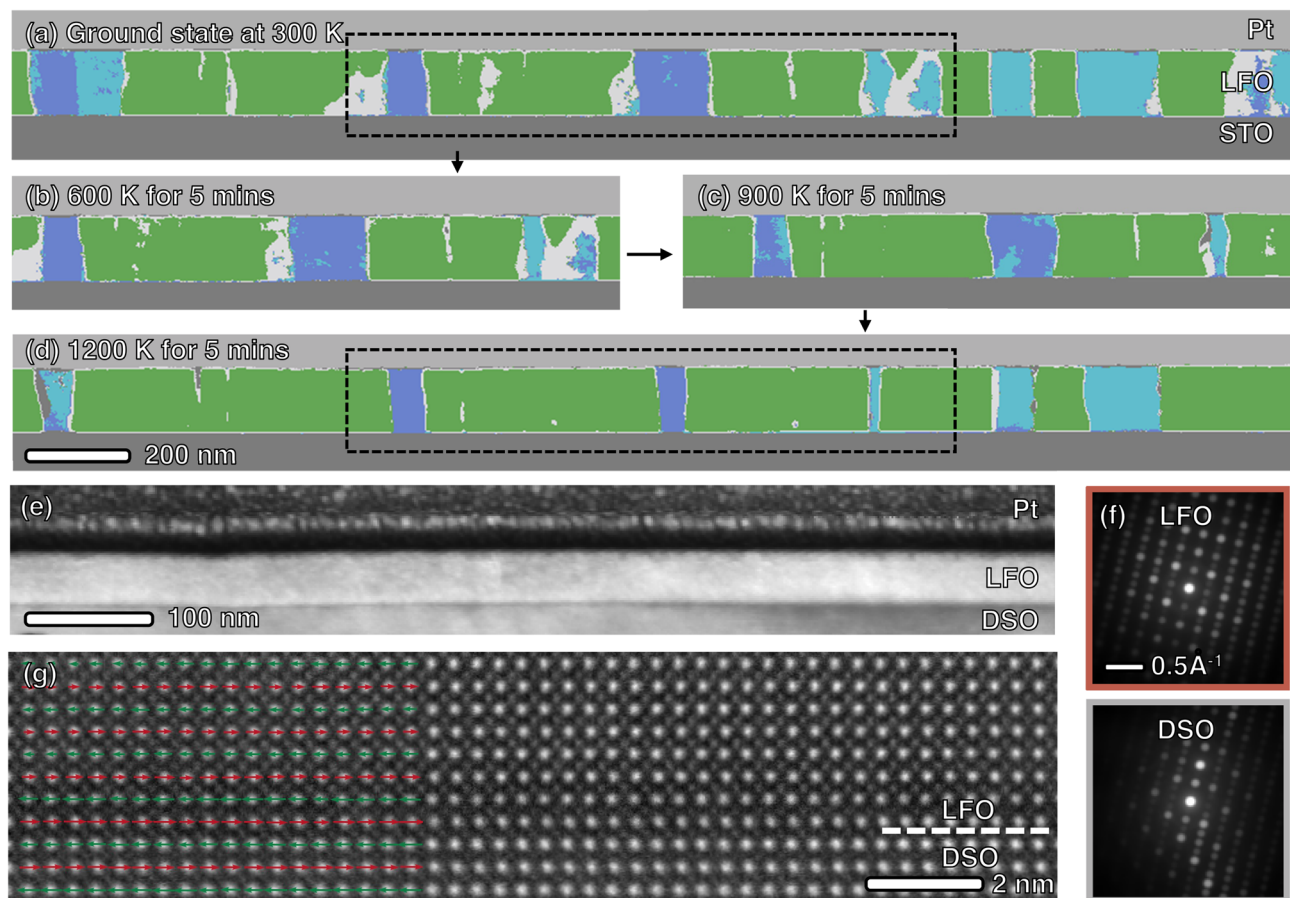 (a) Ground state at 300 K
Pt
LFO
STO
(b) 600 K for 5 mins
(c) 900 K for 5 mins
(d) 1200 K for 5 mins
200 nm
(e)
Pt
LFO
DSO
100 nm
(f)
LFO
0.5A⁻¹
DSO
(g)
LFO
DSO
2 nm